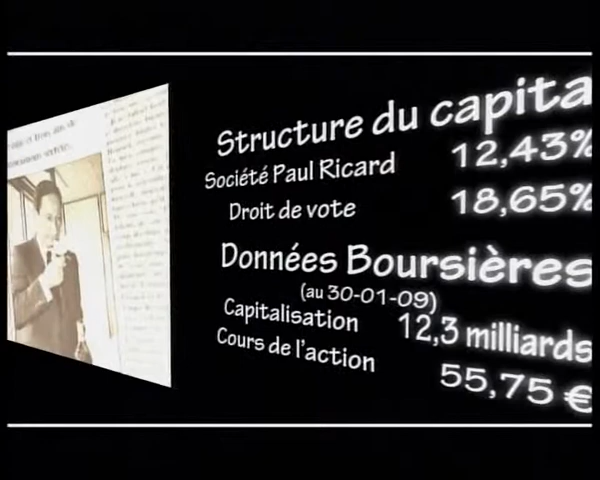 Structure du capita
Société Paul Ricard 12,43%
Droit de vote 18,65%
Données Boursières
(au 30-01-09)
Capitalisation 12,3 milliards
Cours de l'action 55,75 €